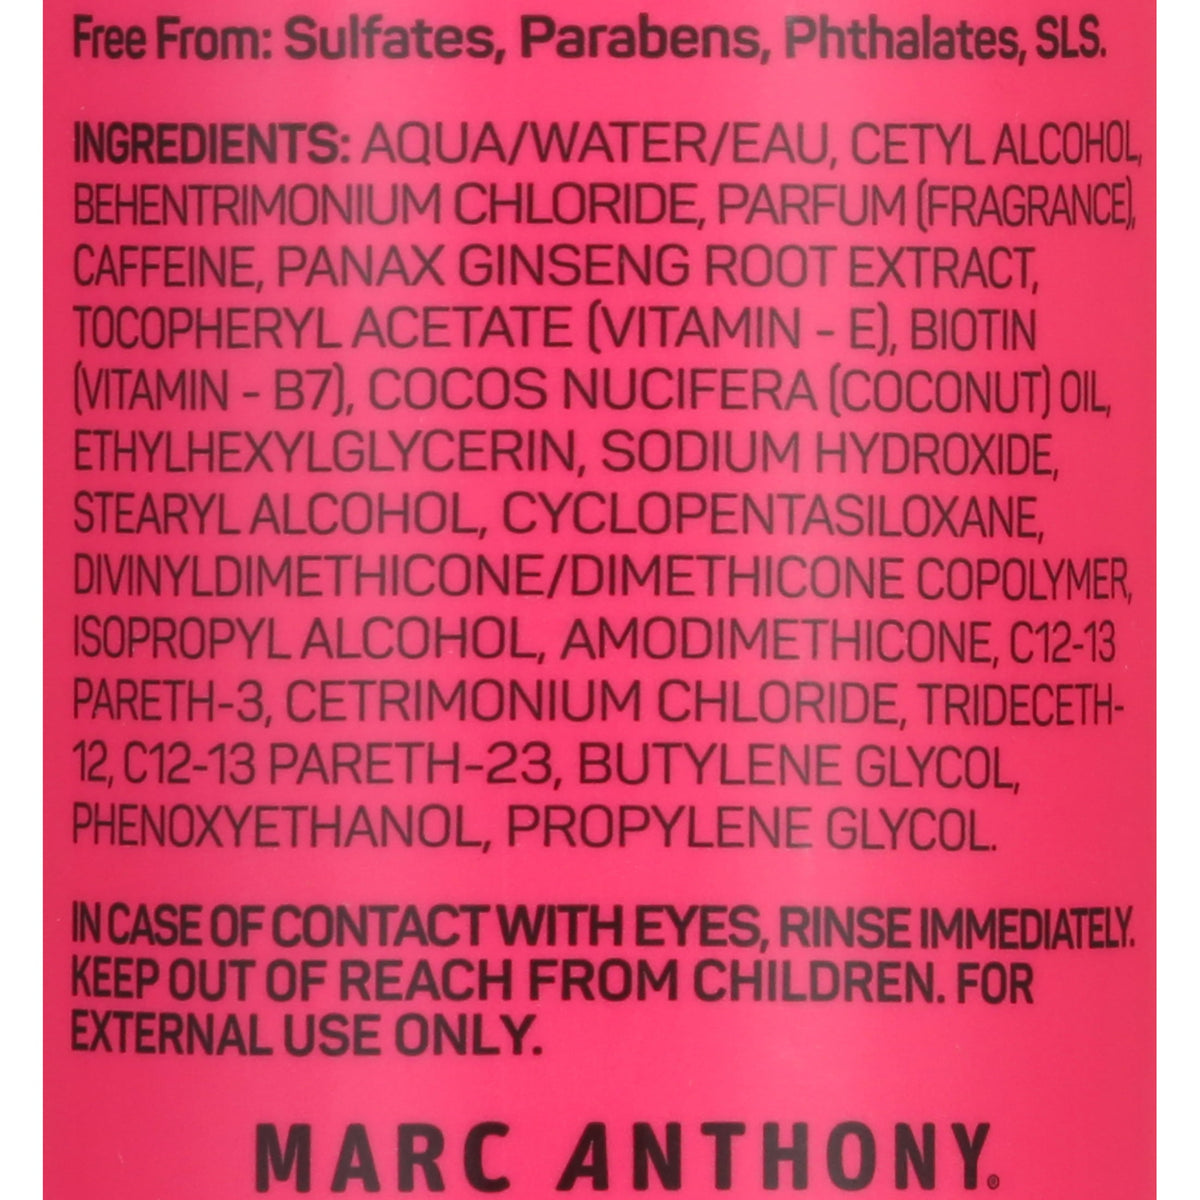 Free From: Sulfates, Parabens, Phthalates, SLS.
INGREDIENTS: AQUA/WATER/EAU, CETYL ALCOHOL,
BEHENTRIMONIUM CHLORIDE, PARFUM (FRAGRANCE),
CAFFEINE, PANAX GINSENG ROOT EXTRACT,
TOCOPHERYL ACETATE (VITAMIN - E), BIOTIN
(VITAMIN - B7), COCOS NUCIFERA (COCONUT) OIL,
ETHYLHEXYLGLYCERIN, SODIUM HYDROXIDE,
STEARYL ALCOHOL, CYCLOPENTASILOXANE,
DIVINYLDIMETHICONE/DIMETHICONE COPOLYMER,
ISOPROPYL ALCOHOL, AMODIMETHICONE, C12-13
PARETH-3, CETRIMONIUM CHLORIDE, TRIDECETH-
12, C12-13 PARETH-23, BUTYLENE GLYCOL,
PHENOXYETHANOL, PROPYLENE GLYCOL.
IN CASE OF CONTACT WITH EYES, RINSE IMMEDIATELY.
KEEP OUT OF REACH FROM CHILDREN. FOR
EXTERNAL USE ONLY.
MARC ANTHONY®